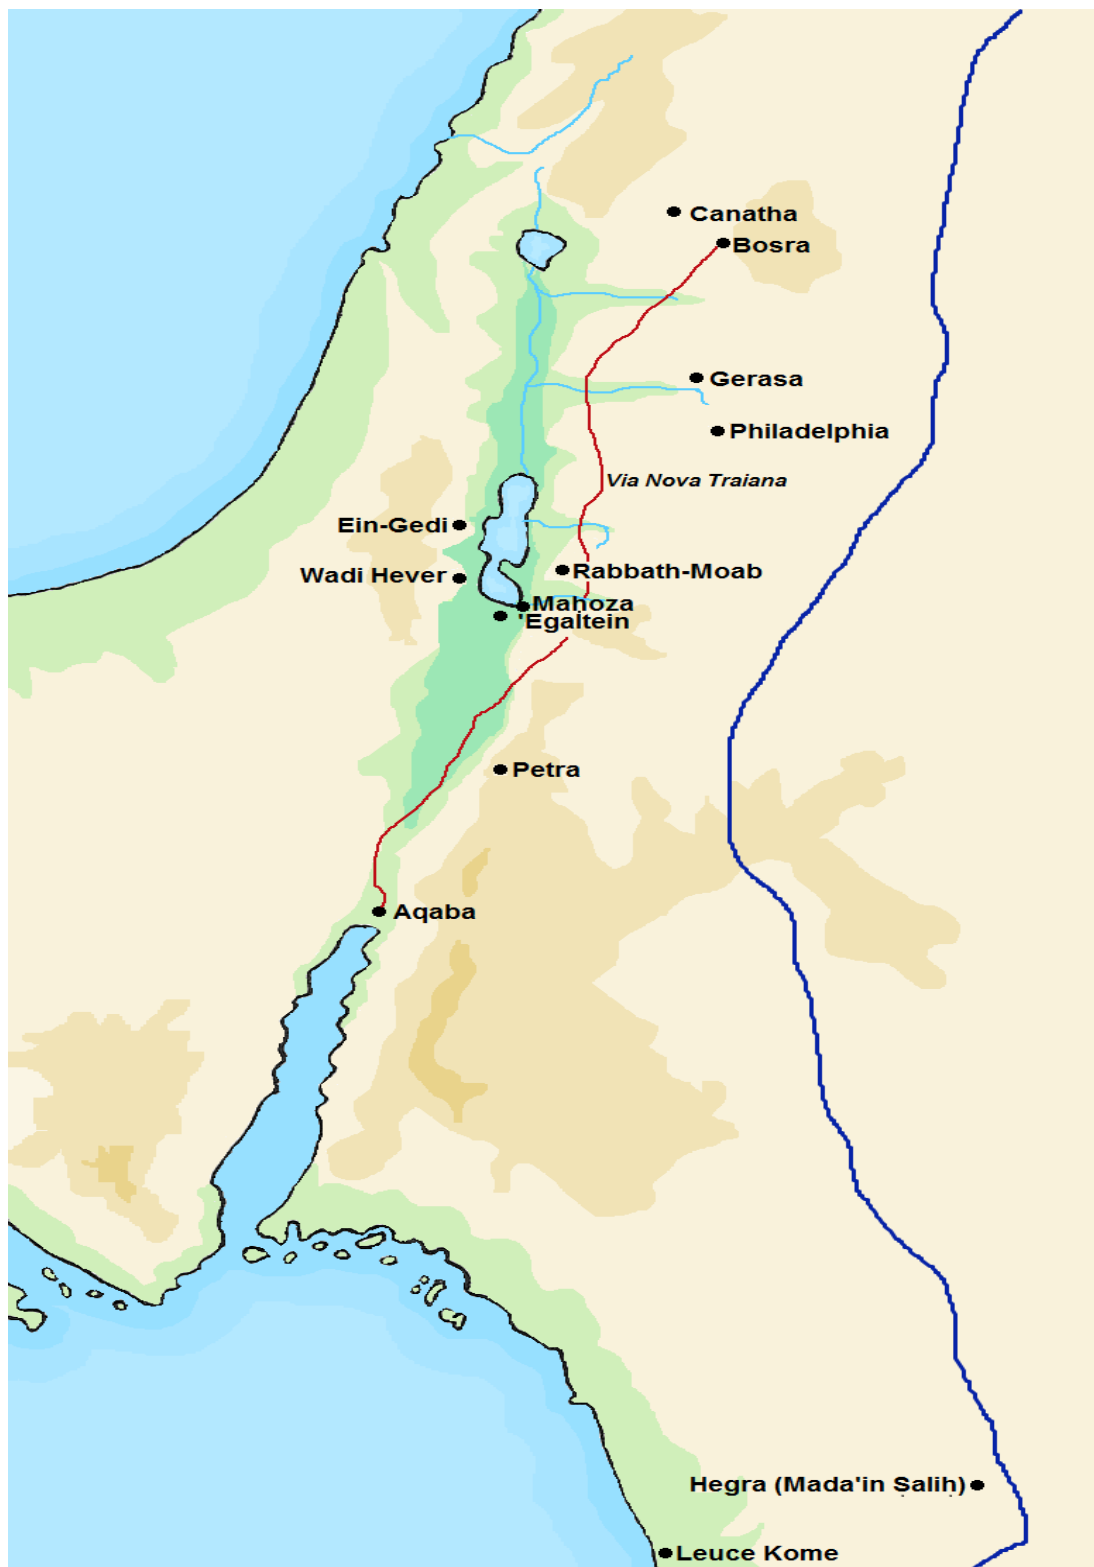 Canatha
Bosra
Gerasa
Philadelphia
Via Nova Traiana
Ein-Gedi
Wadi Hever
Rabbath-Moab
Mahoza
'Egaltein
Petra
Aqaba
Hegra (Mada'in Salih)
Leuce Kome